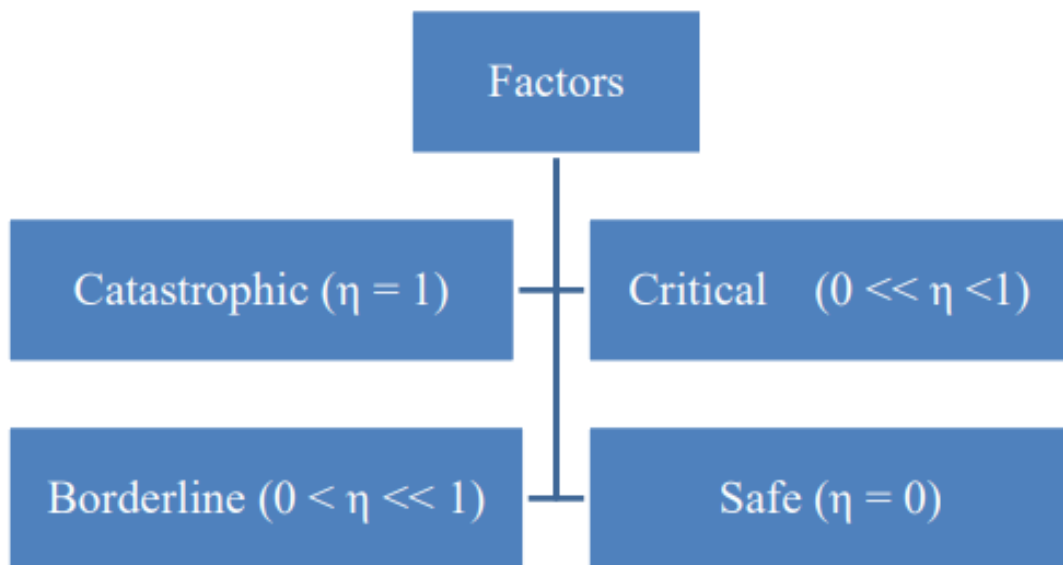 Factors
Catastrophic (η = 1)
Critical (0 << η <1)
Borderline (0 < η << 1)
Safe (η = 0)